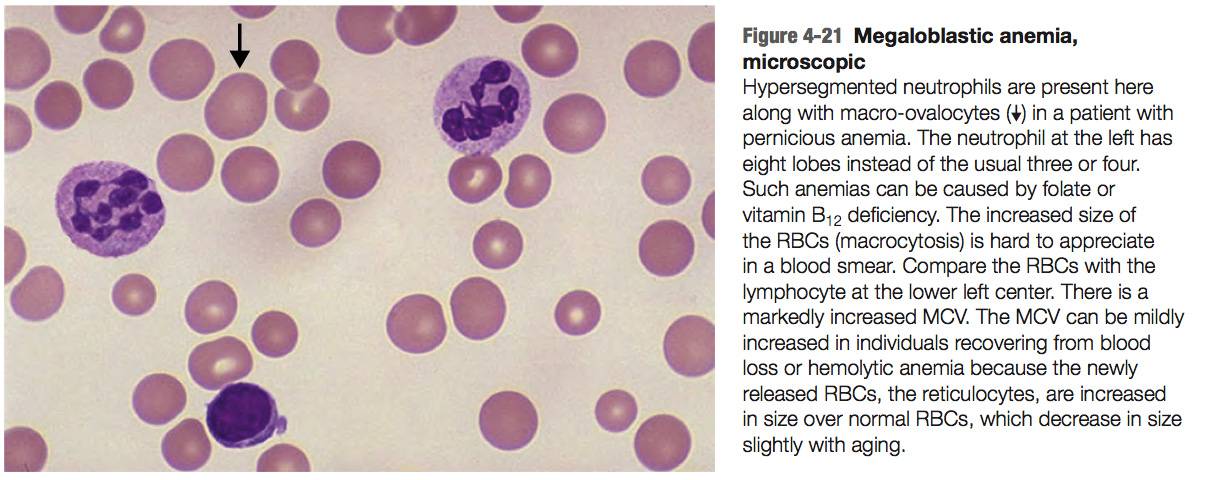 Figure 4-21 Megaloblastic anemia,
microscopic
Hypersegmented neutrophils are present here
along with macro-ovalocytes (↓) in a patient with
pernicious anemia. The neutrophil at the left has
eight lobes instead of the usual three or four.
Such anemias can be caused by folate or
vitamin B12 deficiency. The increased size of
the RBCs (macrocytosis) is hard to appreciate
in a blood smear. Compare the RBCs with the
lymphocyte at the lower left center. There is a
markedly increased MCV. The MCV can be mildly
increased in individuals recovering from blood
loss or hemolytic anemia because the newly
released RBCs, the reticulocytes, are increased
in size over normal RBCs, which decrease in size
slightly with aging.